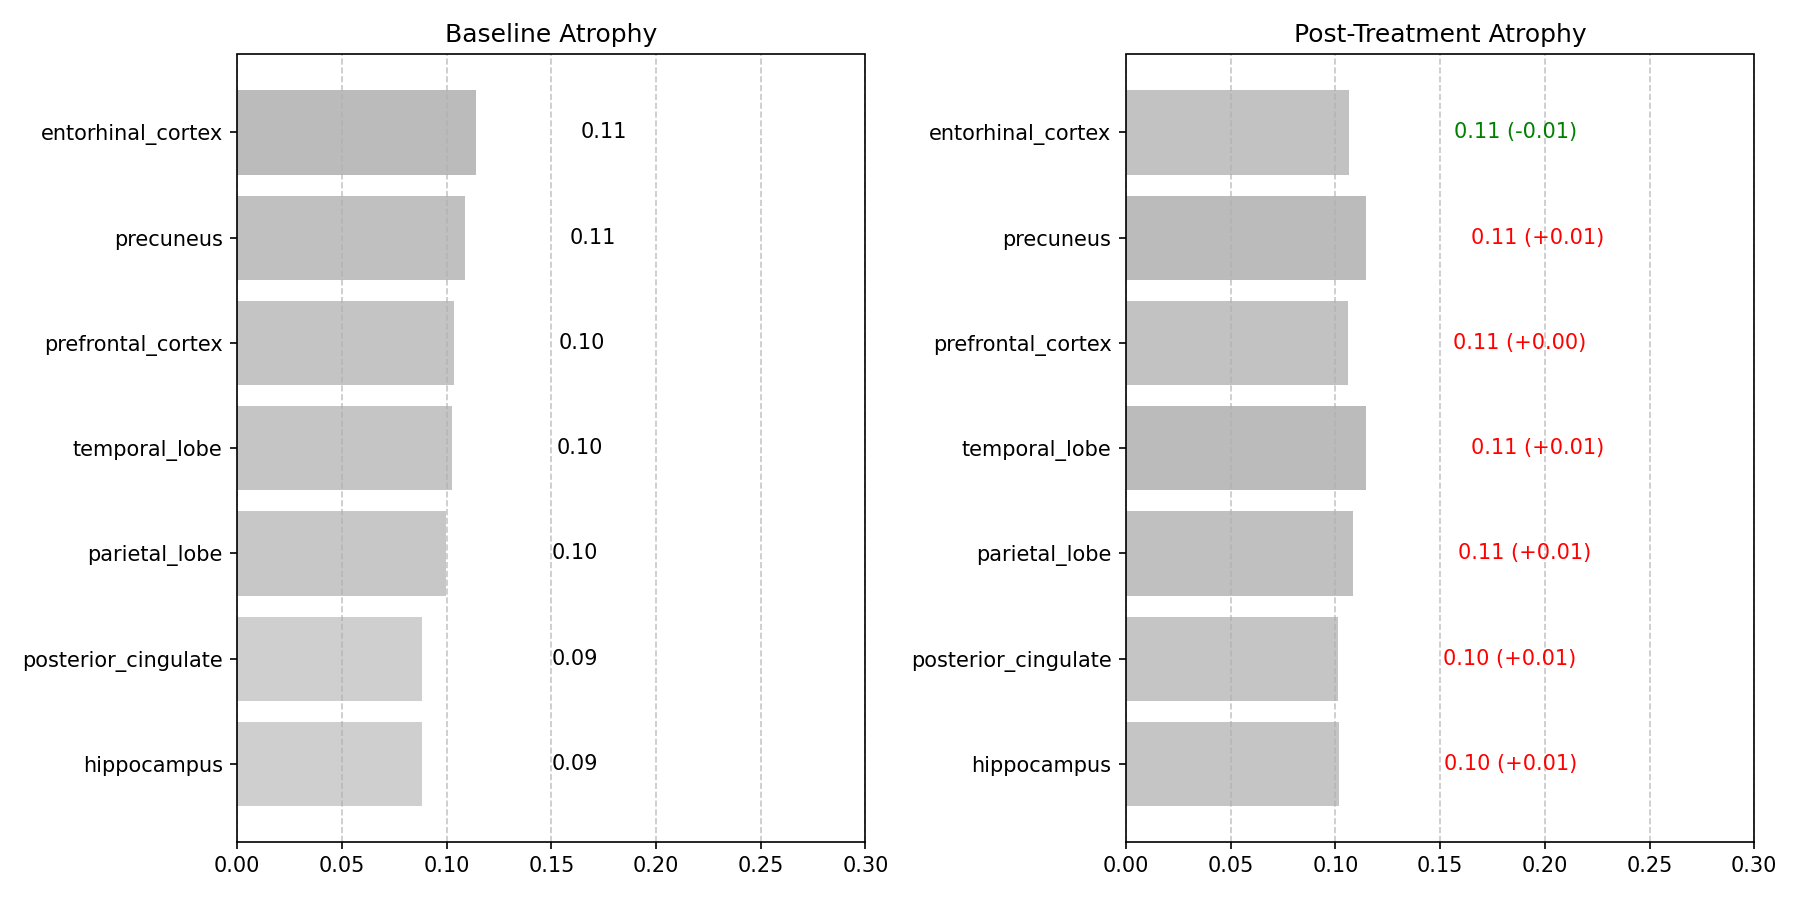 Baseline Atrophy
entorhinal_cortex 0.11
precuneus 0.11
prefrontal_cortex 0.10
temporal_lobe 0.10
parietal_lobe 0.10
posterior_cingulate 0.09
hippocampus 0.09
0.00 0.05 0.10 0.15 0.20 0.25 0.30
Post-Treatment Atrophy
entorhinal_cortex 0.11 (-0.01)
precuneus 0.11 (+0.01)
prefrontal_cortex 0.11 (+0.00)
temporal_lobe 0.11 (+0.01)
parietal_lobe 0.11 (+0.01)
posterior_cingulate 0.10 (+0.01)
hippocampus 0.10 (+0.01)
0.00 0.05 0.10 0.15 0.20 0.25 0.30